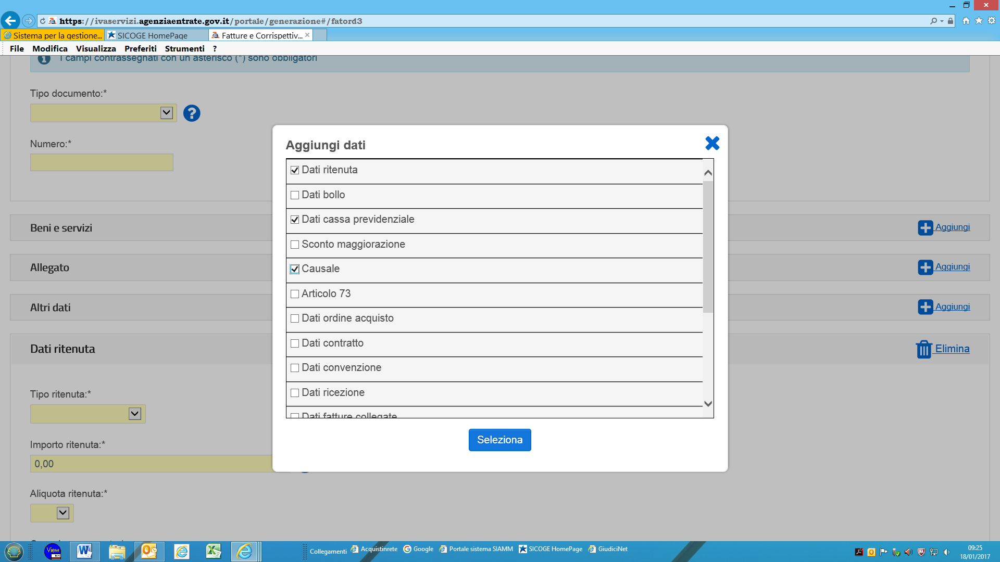 https://ivaservizi.agenziaentrate.gov.it/portale/generazione#/fatord3
Sistema per la gestione...
SICOGE HomePage
Fatture e Corrispettiv...
File Modifica Visualizza Preferiti Strumenti ?
I campi contrassegnati con un asterisco (*) sono obbligatori
Tipo documento:*
Numero:*
Beni e servizi
Aggiungi
Allegato
Aggiungi
Altri dati
Aggiungi
Dati ritenuta
Elimina
Tipo ritenuta:*
Importo ritenuta:*
0,00
Aliquota ritenuta:*
Aggiungi dati
Dati ritenuta
Dati bollo
Dati cassa previdenziale
Sconto maggiorazione
Causale
Articolo 73
Dati ordine acquisto
Dati contratto
Dati convenzione
Dati ricezione
Dati fatture collegate
Seleziona
View
N1
Collegamenti
Acquistinrete
Google
Portale sistema SIAMM
SICOGE HomePage
GiudiciNet
09:25
18/01/2017